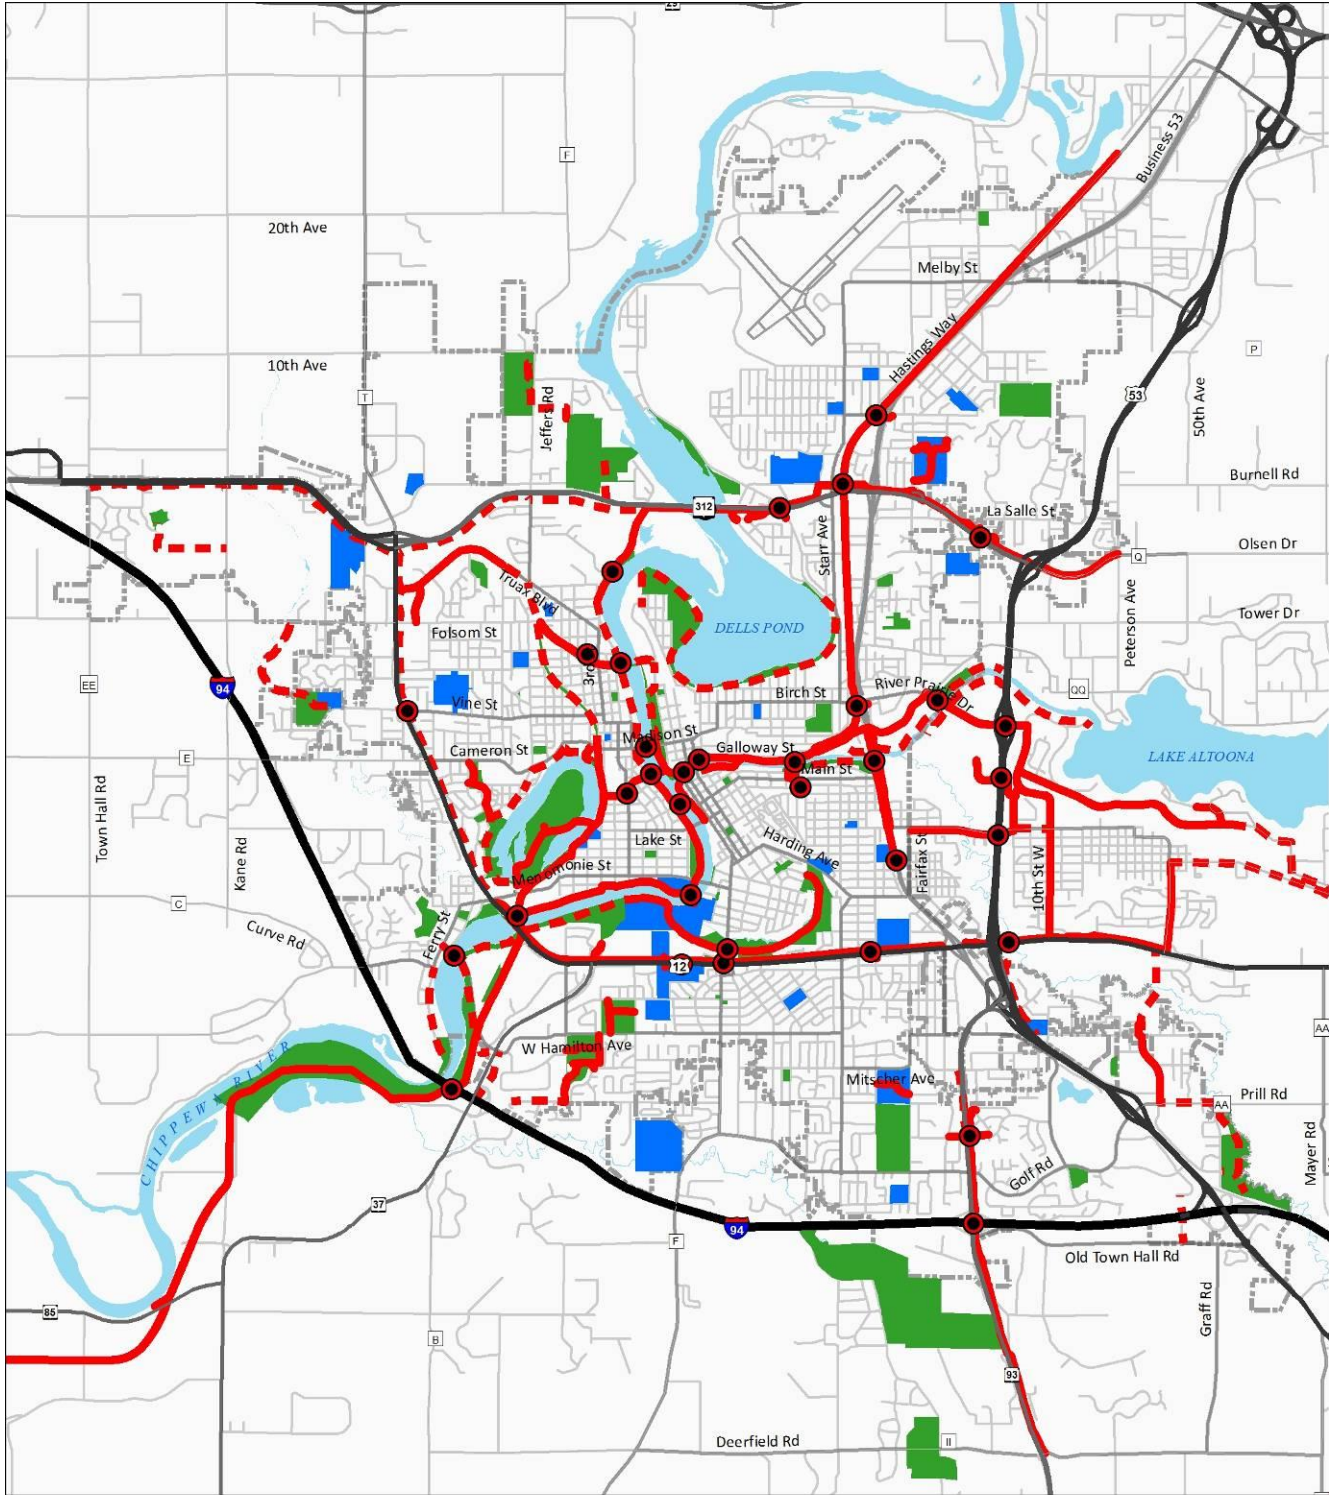 29
Business 53
F
20th Ave
Melby St
Hastings Way
10th Ave
P
T
53
50th Ave
Jeffers Rd
Burnell Rd
312
La Salle St
Starr Ave
Olsen Dr
Q
Truax Blvd
Tower Dr
Folsom St
DELLS POND
Peterson Ave
EE
94
3rd
Birch St
River Prairie Dr
QQ
Vine St
Madison St
Cameron St
Galloway St
E
LAKE ALTOONA
Main St
Town Hall Rd
Kane Rd
Lake St
Harding Ave
Menomonie St
Fairfax St
10th St W
C
Curve Rd
Ferry St
12
AA
W Hamilton Ave
CHIPPEWA RIVER
Mitscher Ave
Prill Rd
AA
Mayer Rd
Golf Rd
37
94
F
Old Town Hall Rd
85
Graff Rd
B
93
Deerfield Rd
II